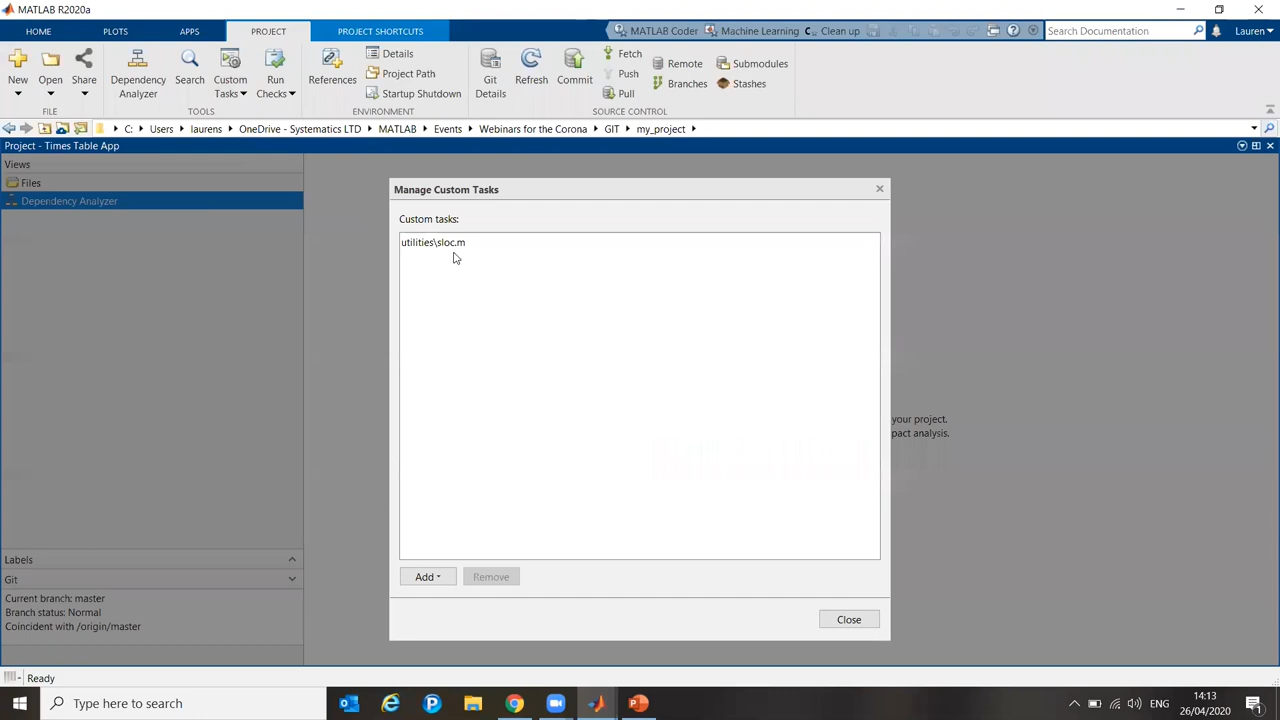 MATLAB R2020a
HOME PLOTS APPS PROJECT PROJECT SHORTCUTS MATLAB Coder Machine Learning Clean up Search Documentation Lauren
New Open Share Dependency Analyzer Search Custom Tasks Run Checks References Details Project Path Startup Shutdown Git Details Refresh Commit Fetch Push Pull Remote Branches Submodules Stashes
FILE TOOLS ENVIRONMENT SOURCE CONTROL
C: Users laurens OneDrive - Systematics LTD MATLAB Events Webinars for the Corona GIT my_project
Project - Times Table App
Views
Files
Dependency Analyzer
Manage Custom Tasks
Custom tasks:
utilities\sloc.m
your project.
pact analysis.
Add
Remove
Close
Labels
Git
Current branch: master
Branch status: Normal
Coincident with /origin/master
Ready
Type here to search
ENG
14:13
26/04/2020